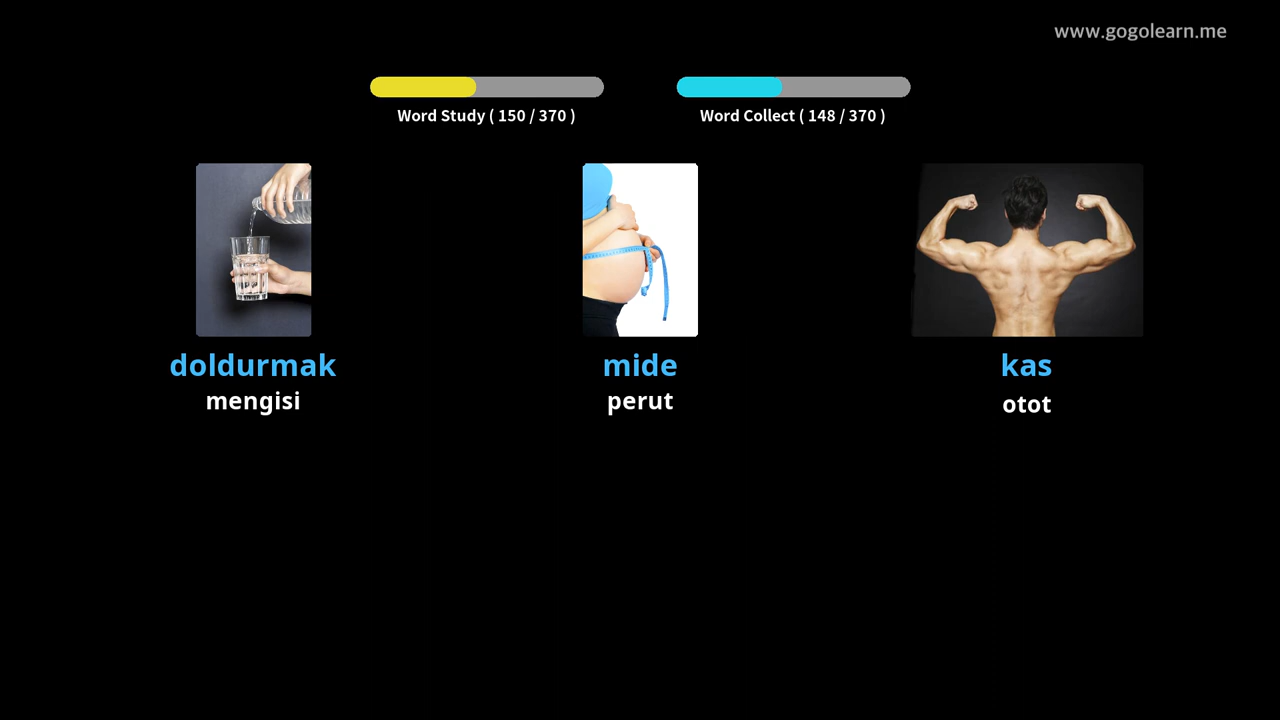 www.gogolearn.me
Word Study ( 150 / 370 )
Word Collect ( 148 / 370 )
doldurmak
mengisi
mide
perut
kas
otot